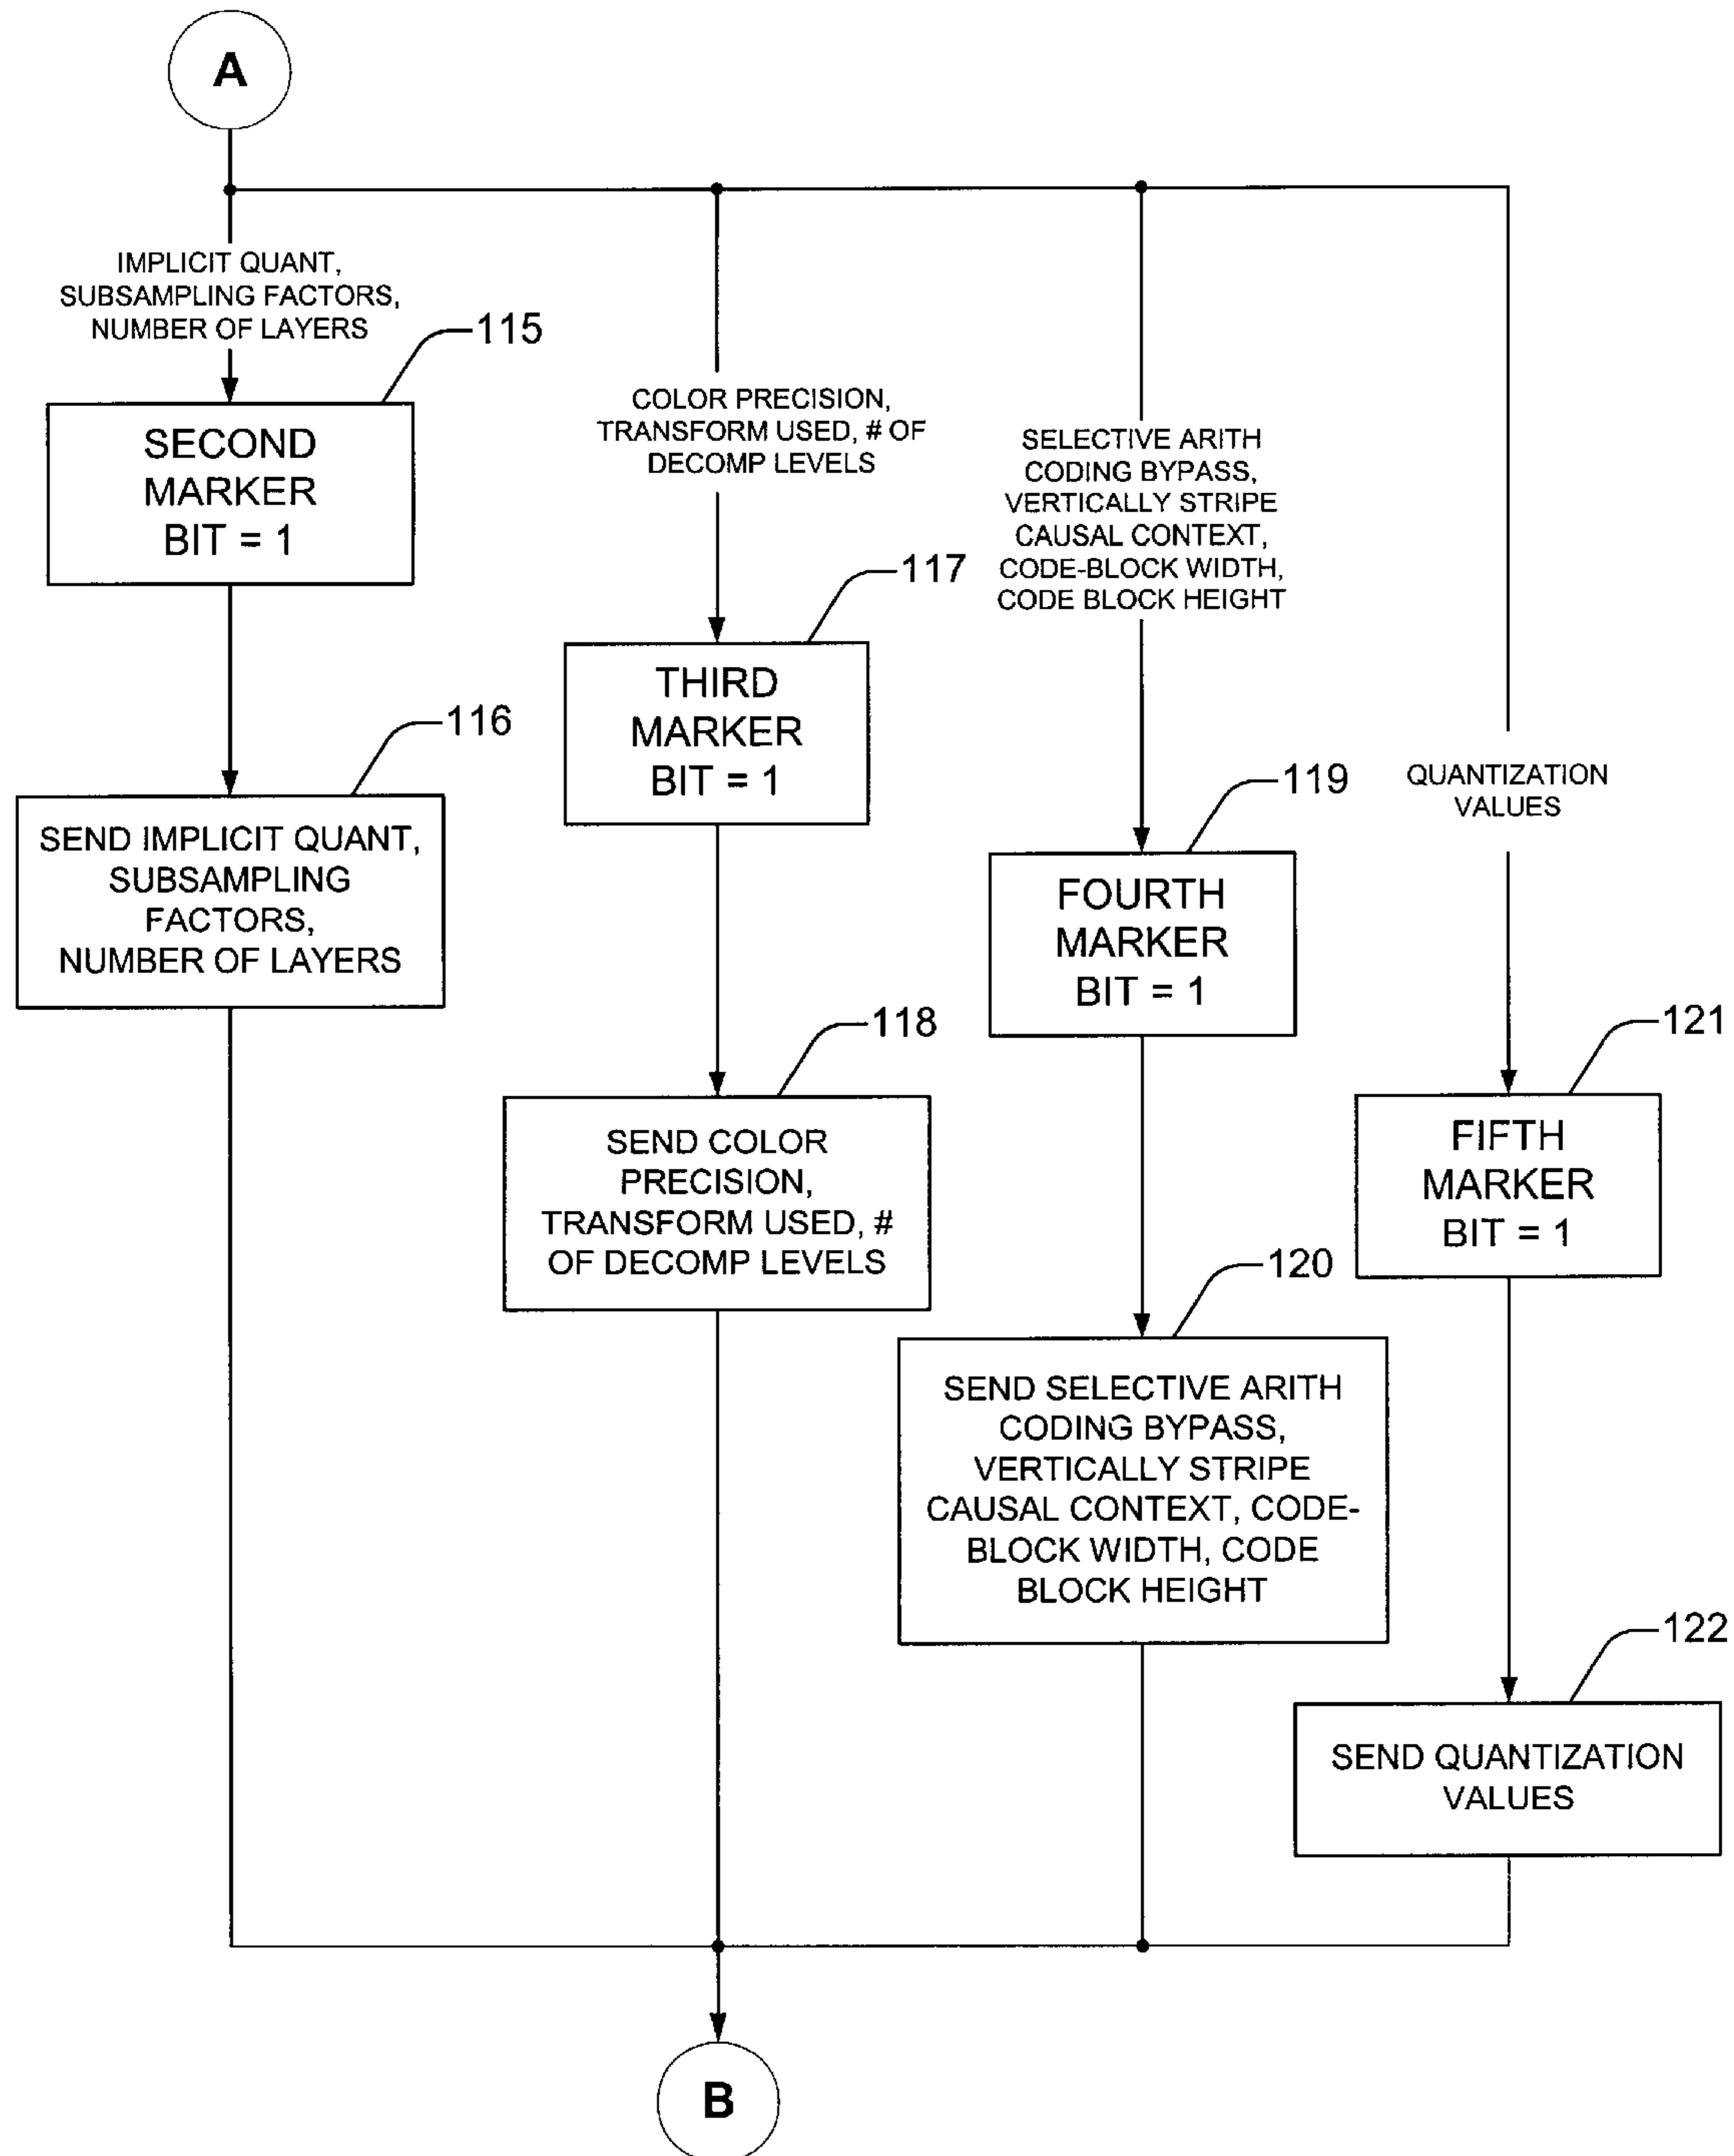 A
IMPLICIT QUANT,
SUBSAMPLING FACTORS,
NUMBER OF LAYERS
115
SECOND
MARKER
BIT = 1
116
SEND IMPLICIT QUANT,
SUBSAMPLING
FACTORS,
NUMBER OF LAYERS
COLOR PRECISION,
TRANSFORM USED, # OF
DECOMP LEVELS
117
THIRD
MARKER
BIT = 1
118
SEND COLOR
PRECISION,
TRANSFORM USED, #
OF DECOMP LEVELS
SELECTIVE ARITH
CODING BYPASS,
VERTICALLY STRIPE
CAUSAL CONTEXT,
CODE-BLOCK WIDTH,
CODE BLOCK HEIGHT
119
FOURTH
MARKER
BIT = 1
120
SEND SELECTIVE ARITH
CODING BYPASS,
VERTICALLY STRIPE
CAUSAL CONTEXT, CODE-
BLOCK WIDTH, CODE
BLOCK HEIGHT
QUANTIZATION
VALUES
121
FIFTH
MARKER
BIT = 1
122
SEND QUANTIZATION
VALUES
B